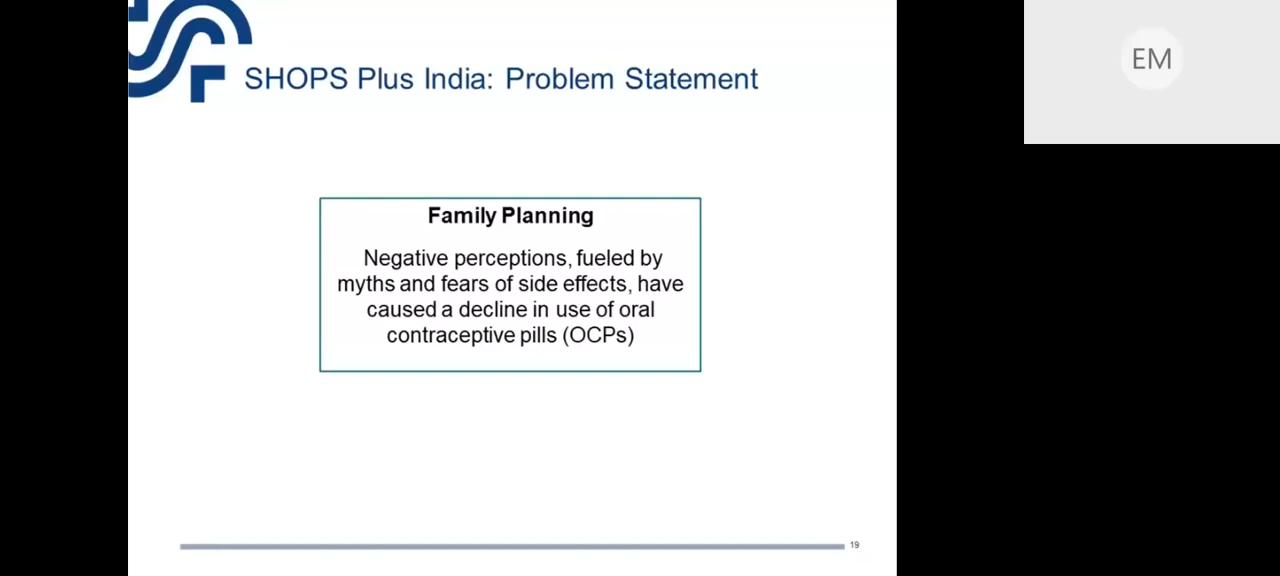 SHOPS Plus India: Problem Statement
EM
Family Planning
Negative perceptions, fueled by
myths and fears of side effects, have
caused a decline in use of oral
contraceptive pills (OCPs)
19